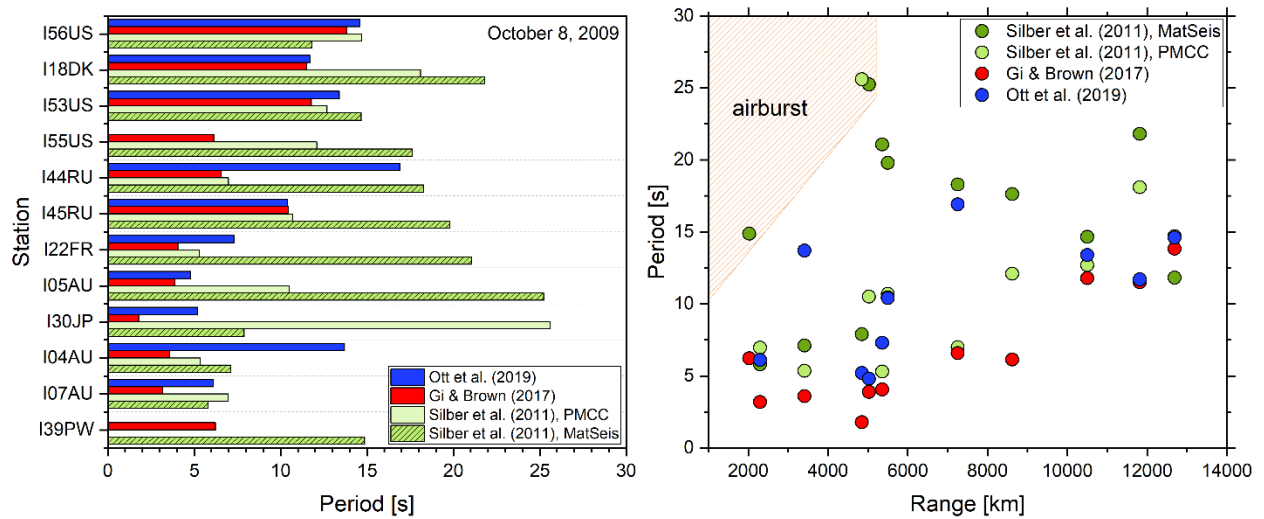 October 8, 2009
Station
I56US
I18DK
I53US
I55US
I44RU
I45RU
I22FR
I05AU
I30JP
I04AU
I07AU
I39PW
Ott et al. (2019)
Gi & Brown (2017)
Silber et al. (2011), PMCC
Silber et al. (2011), MatSeis
0 5 10 15 20 25 30
Period [s]
30
25
20
15
10
5
0
Period [s]
airburst
Silber et al. (2011), MatSeis
Silber et al. (2011), PMCC
Gi & Brown (2017)
Ott et al. (2019)
2000 4000 6000 8000 10000 12000 14000
Range [km]